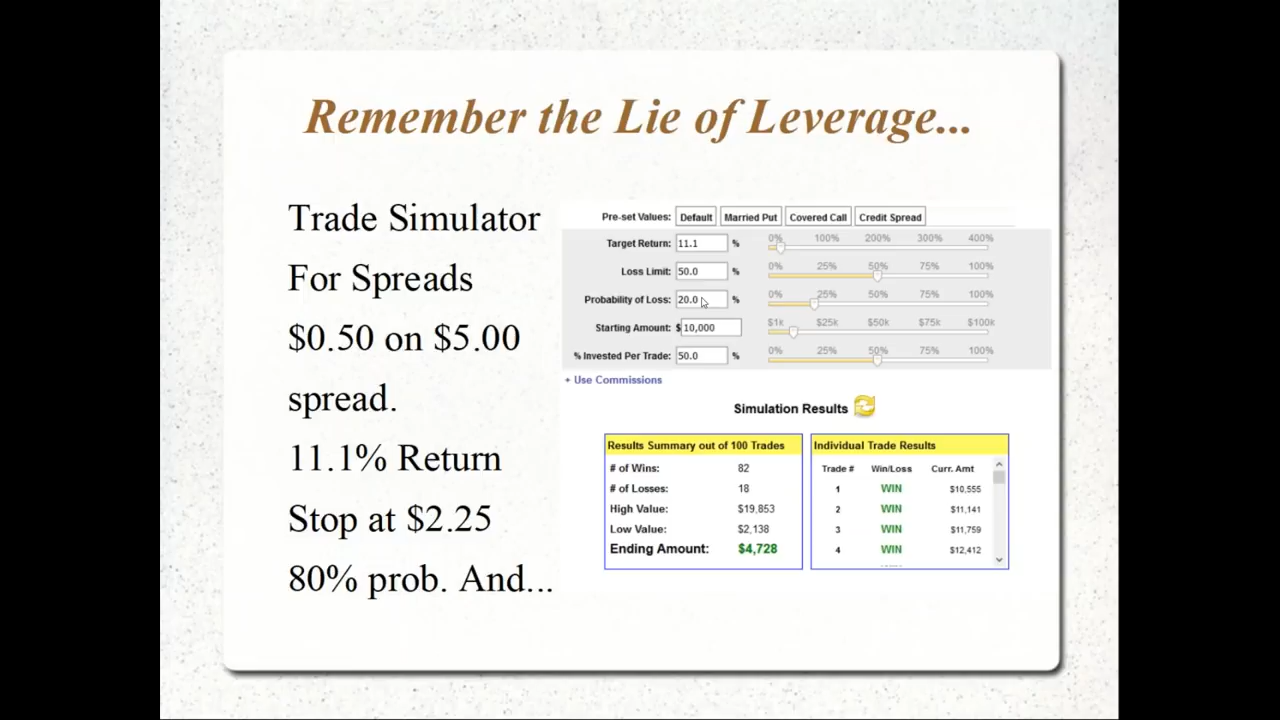 Remember the Lie of Leverage...
Trade Simulator
For Spreads
$0.50 on $5.00
spread.
11.1% Return
Stop at $2.25
80% prob. And...
Pre-set Values: Default Married Put Covered Call Credit Spread
Target Return: 11.1 % 0% 100% 200% 300% 400%
Loss Limit: 50.0 % 0% 25% 50% 75% 100%
Probability of Loss: 20.0 % 0% 25% 50% 75% 100%
Starting Amount: $ 10,000 $1k $25k $50k $75k $100k
% Invested Per Trade: 50.0 % 0% 25% 50% 75% 100%
+ Use Commissions
Simulation Results
Results Summary out of 100 Trades
# of Wins: 82
# of Losses: 18
High Value: $19,853
Low Value: $2,138
Ending Amount: $4,728
Individual Trade Results
Trade # Win/Loss Curr. Amt
1 WIN $10,555
2 WIN $11,141
3 WIN $11,759
4 WIN $12,412